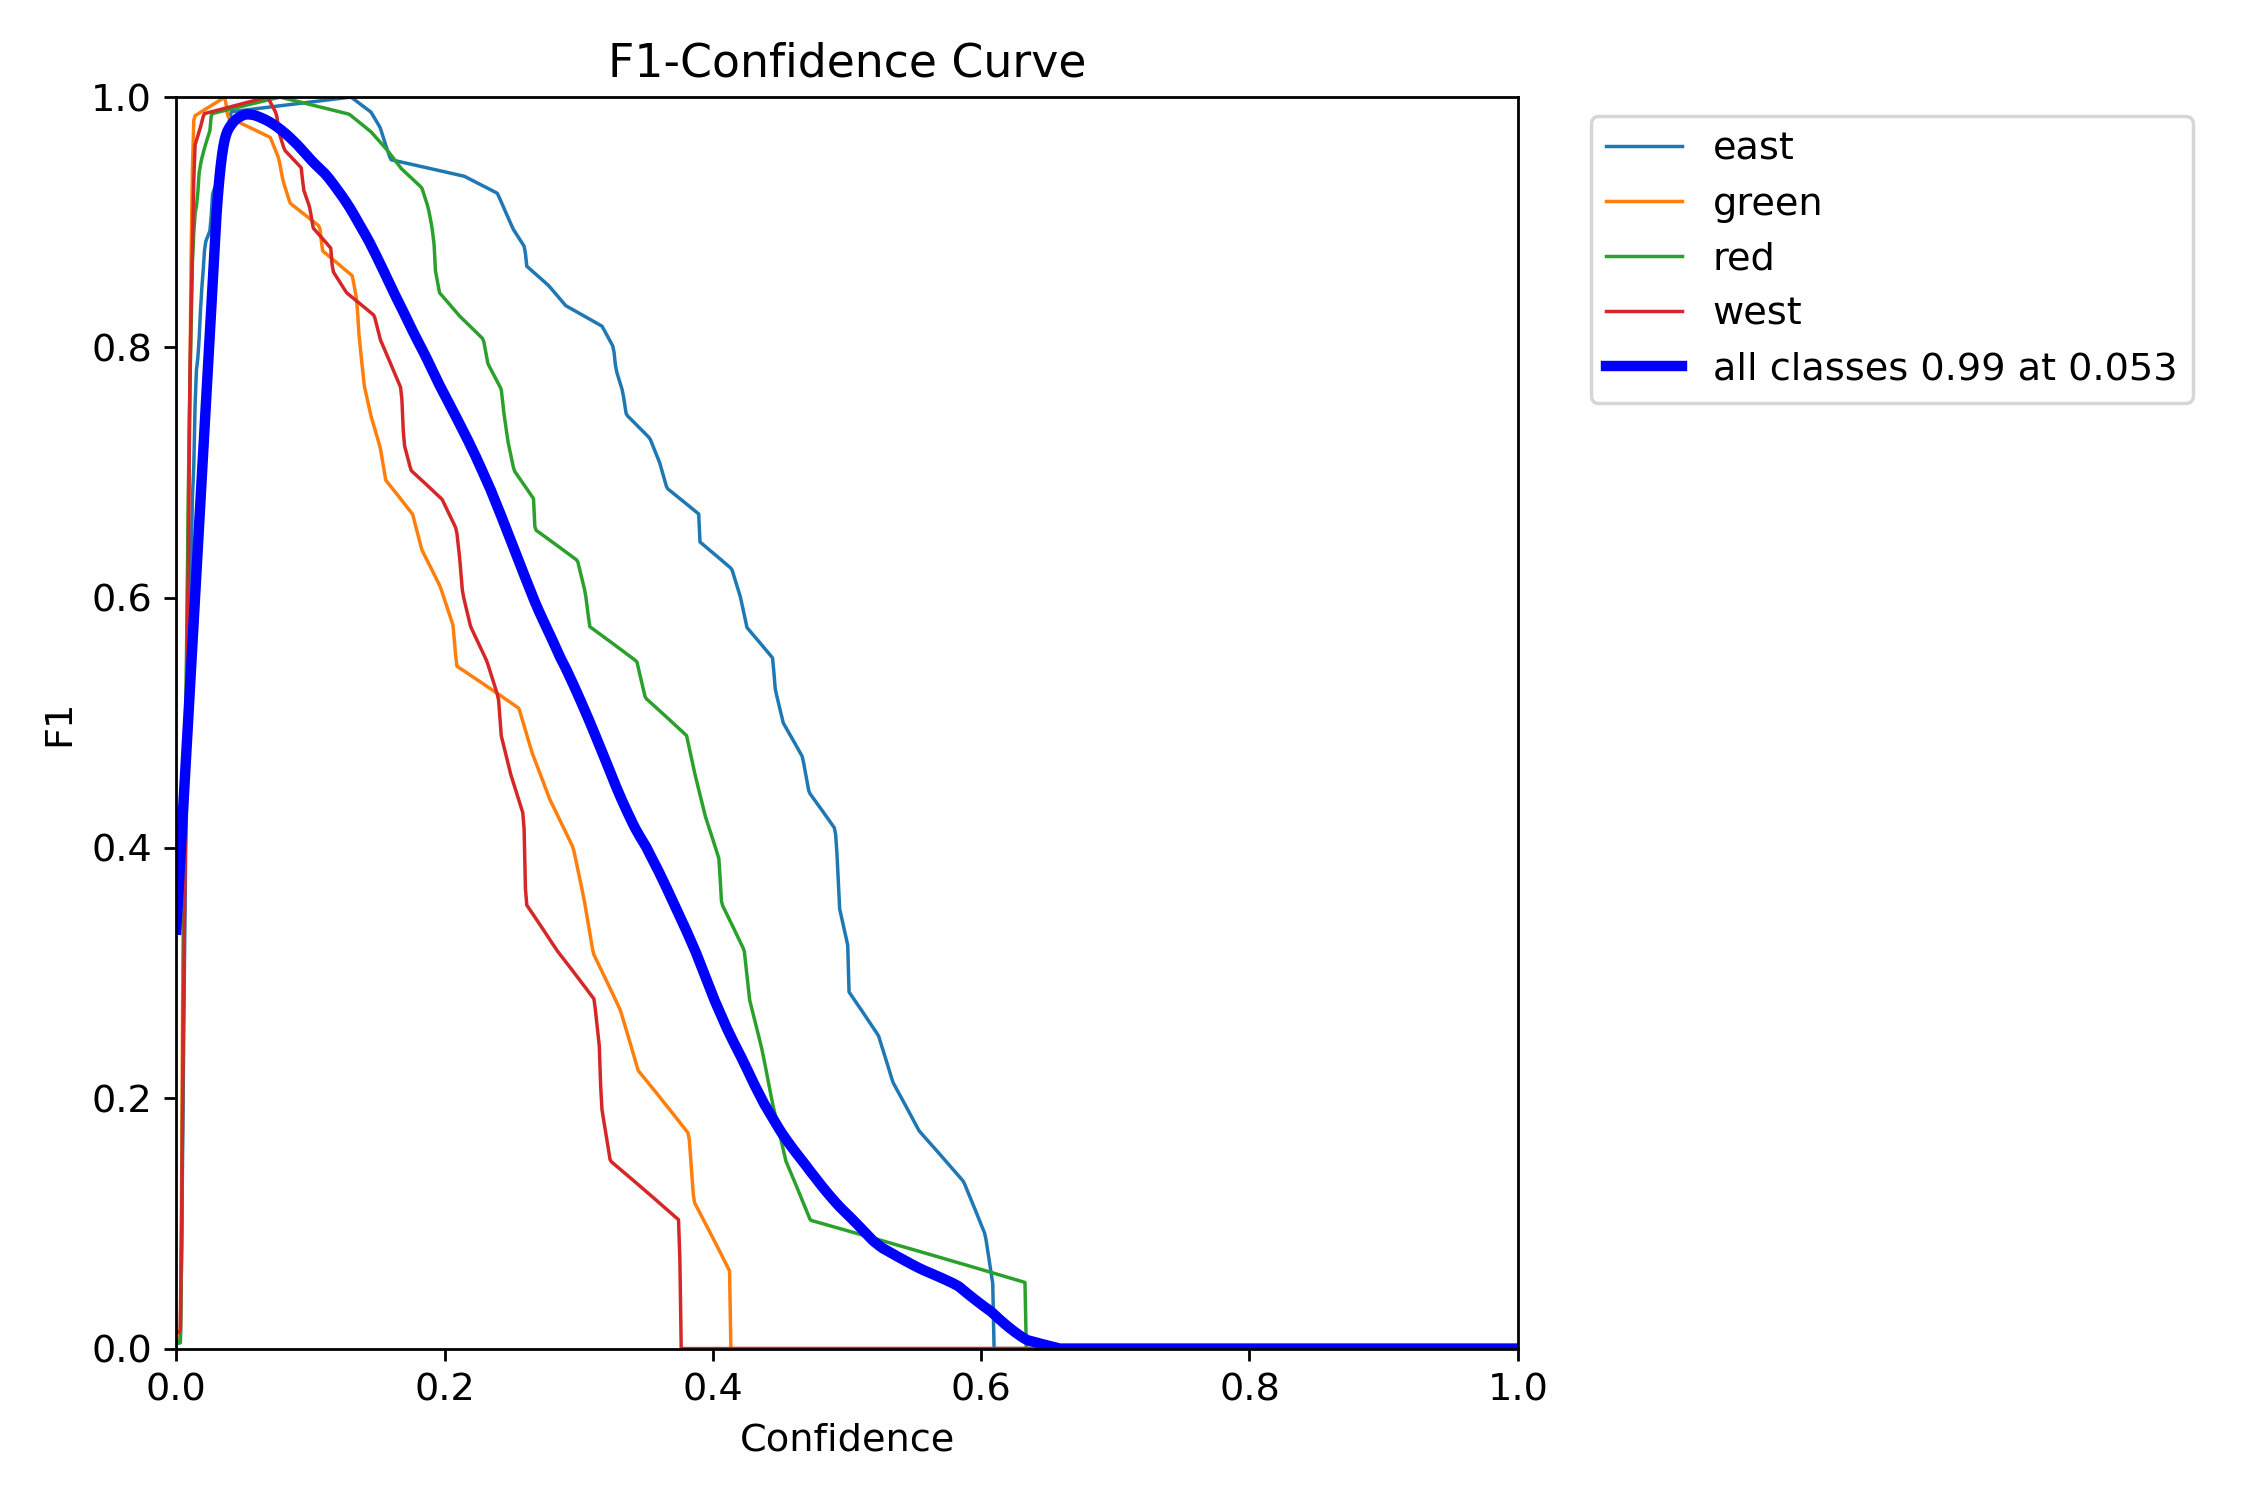 F1-Confidence Curve
1.0
0.8
0.6
0.4
0.2
0.0
F1
0.0 0.2 0.4 0.6 0.8 1.0
Confidence
east
green
red
west
all classes 0.99 at 0.053